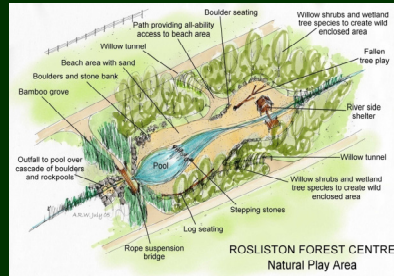 Doulder seating
Path providing all-ability
access to beach area
Willow shrubs and wetland
tree species to create wild
enclosed area
Willow tunnel
Fallen
tree play
Beach area with sand
Boulders and stone bank
Bamboo grove
River side
shelter
Pool
Outfall to pool over
cascade of boulders
and rockpools
Willow tunnel
Willow shrubs and wetland
tree species to create wild
enclosed area
Stepping stones
Log seating
Rope suspension
bridge
ROSLISTON FOREST CENTRE
Natural Play Area